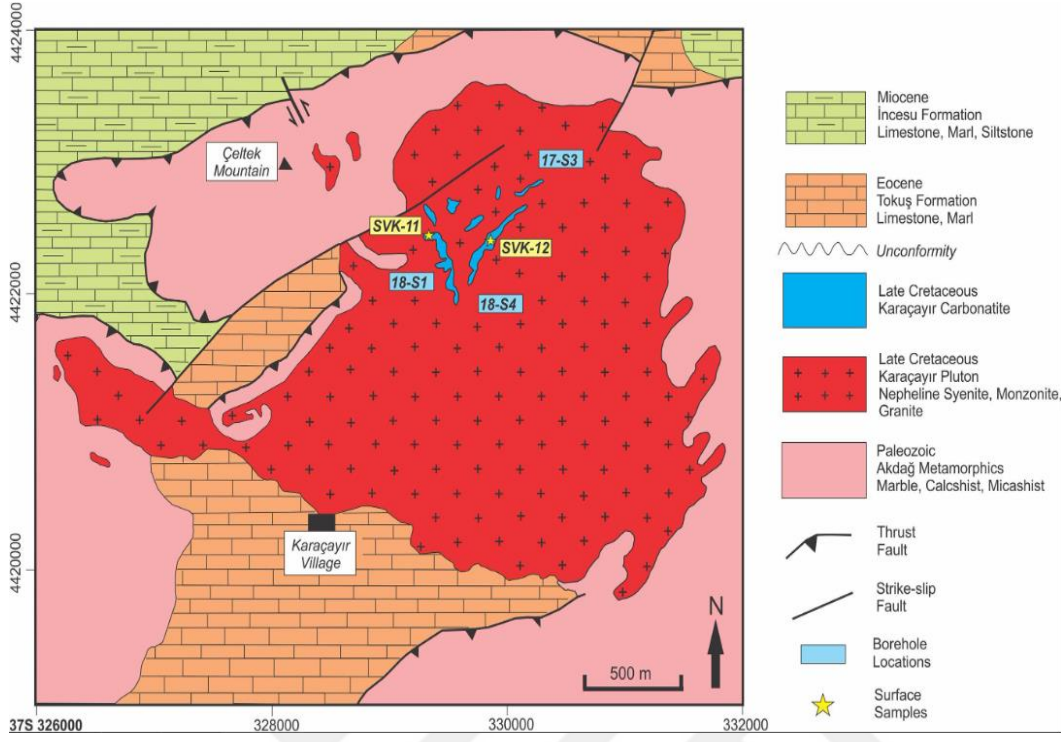 4424000
4422000
4420000
37S 326000
328000
330000
332000
Çeltek
Mountain
17-S3
SVK-11
SVK-12
18-S1
18-S4
Karaçayır
Village
500 m
N
Miocene
İncesu Formation
Limestone, Marl, Siltstone
Eocene
Tokuş Formation
Limestone, Marl
Unconformity
Late Cretaceous
Karaçayır Carbonatite
Late Cretaceous
Karaçayır Pluton
Nepheline Syenite, Monzonite,
Granite
Paleozoic
Akdağ Metamorphics
Marble, Calcshist, Micashist
Thrust
Fault
Strike-slip
Fault
Borehole
Locations
Surface
Samples